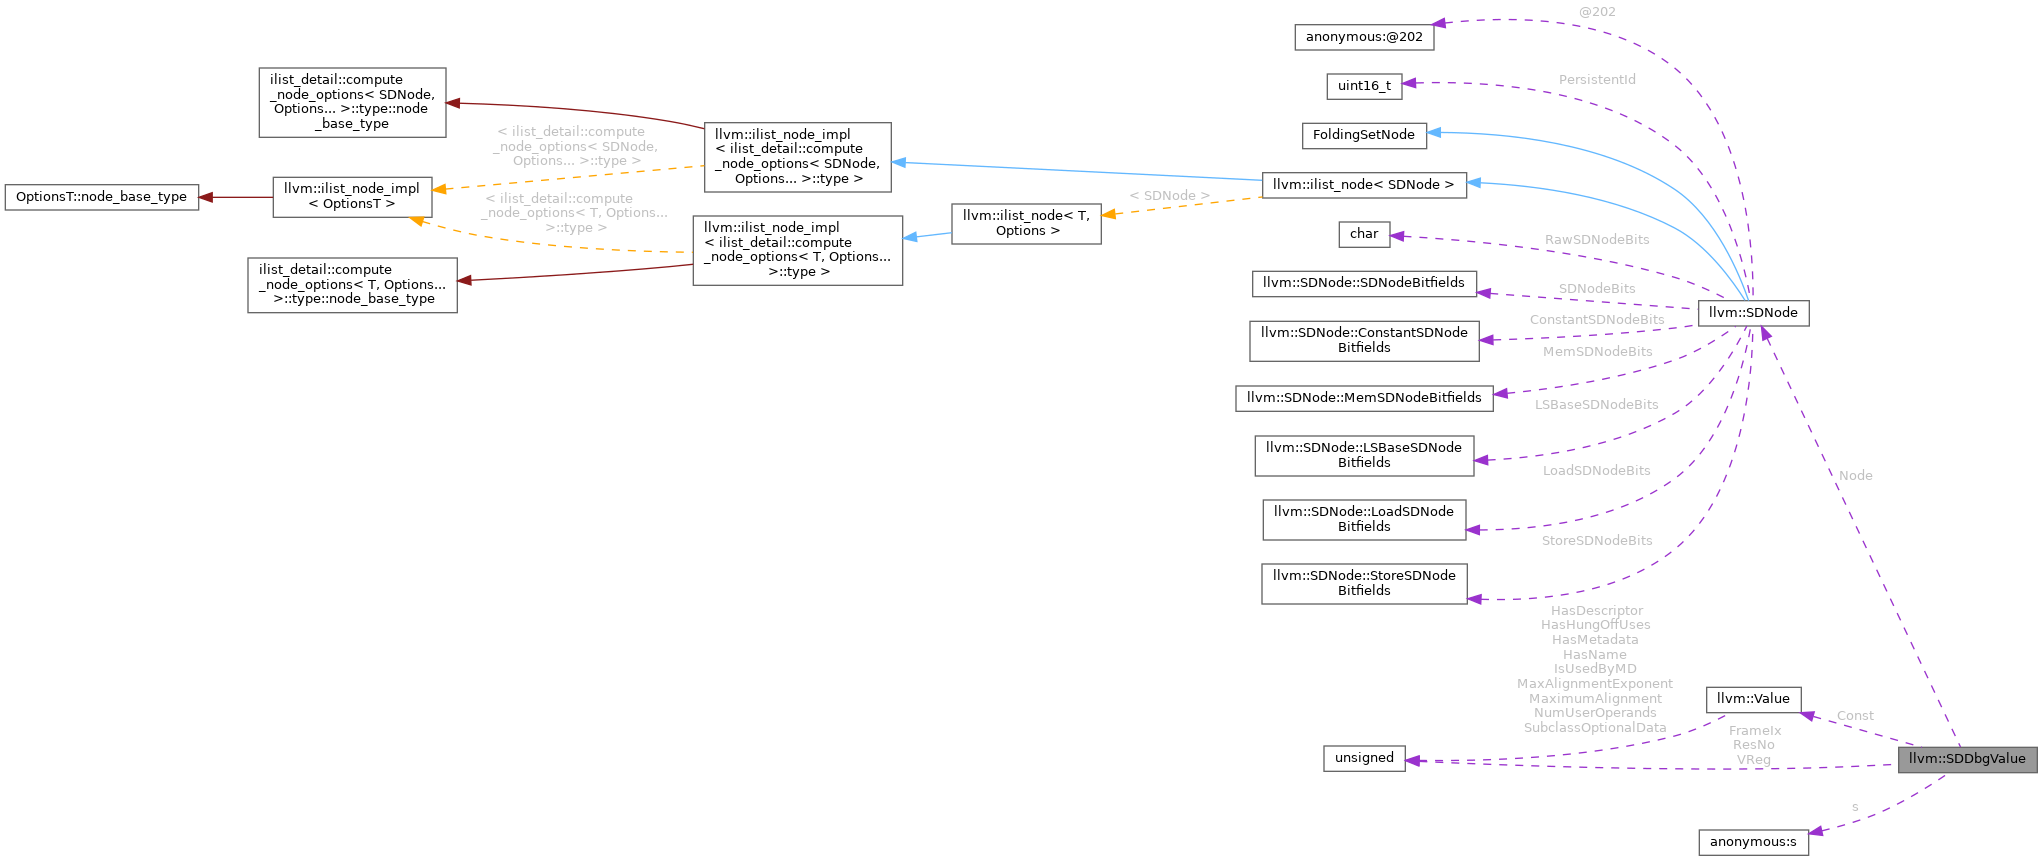 @202
anonymous:@202
PersistentId
uint16_t
FoldingSetNode
ilist_detail::compute
_node_options< SDNode,
Options... >::type::node
_base_type
< ilist_detail::compute
_node_options< SDNode,
Options... >::type >
llvm::ilist_node_impl
< ilist_detail::compute
_node_options< SDNode,
Options... >::type >
OptionsT::node_base_type
llvm::ilist_node_impl
< OptionsT >
< ilist_detail::compute
_node_options< T, Options...
>::type >
llvm::ilist_node_impl
< ilist_detail::compute
_node_options< T, Options...
>::type >
ilist_detail::compute
_node_options< T, Options...
>::type::node_base_type
llvm::ilist_node< T,
Options >
< SDNode >
llvm::ilist_node< SDNode >
char
RawSDNodeBits
llvm::SDNode::SDNodeBitfields
SDNodeBits
llvm::SDNode
llvm::SDNode::ConstantSDNode
Bitfields
ConstantSDNodeBits
llvm::SDNode::MemSDNodeBitfields
MemSDNodeBits
llvm::SDNode::LSBaseSDNode
Bitfields
LSBaseSDNodeBits
llvm::SDNode::LoadSDNode
Bitfields
LoadSDNodeBits
llvm::SDNode::StoreSDNode
Bitfields
StoreSDNodeBits
Node
HasDescriptor
HasHungOffUses
HasMetadata
HasName
IsUsedByMD
MaxAlignmentExponent
MaximumAlignment
NumUserOperands
SubclassOptionalData
llvm::Value
Const
FrameIx
ResNo
VReg
unsigned
llvm::SDDbgValue
s
anonymous:s